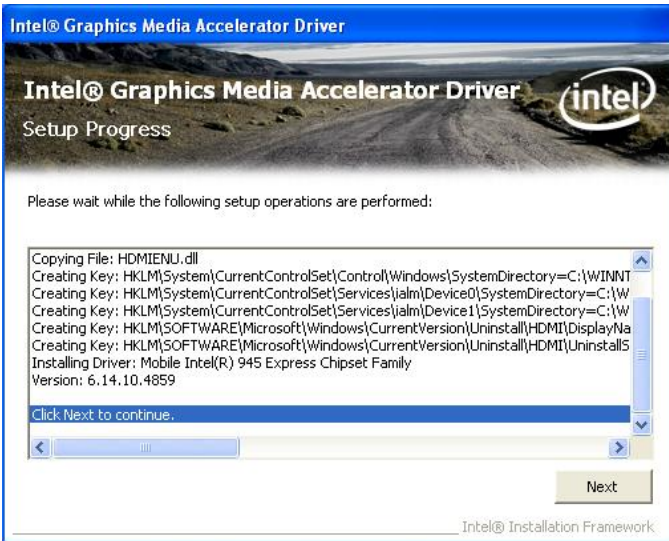 Intel® Graphics Media Accelerator Driver
Intel® Graphics Media Accelerator Driver
intel
Setup Progress
Please wait while the following setup operations are performed:
Copying File: HDMIENU.dll
Creating Key: HKLM\System\CurrentControlSet\Control\Windows\SystemDirectory=C:\WINNT
Creating Key: HKLM\System\CurrentControlSet\Services\ialm\Device0\SystemDirectory=C:\W
Creating Key: HKLM\System\CurrentControlSet\Services\ialm\Device1\SystemDirectory=C:\W
Creating Key: HKLM\SOFTWARE\Microsoft\Windows\CurrentVersion\Uninstall\HDMI\DisplayNa
Creating Key: HKLM\SOFTWARE\Microsoft\Windows\CurrentVersion\Uninstall\HDMI\UninstallS
Installing Driver: Mobile Intel(R) 945 Express Chipset Family
Version: 6.14.10.4859
Click Next to continue.
Next
Intel® Installation Framework